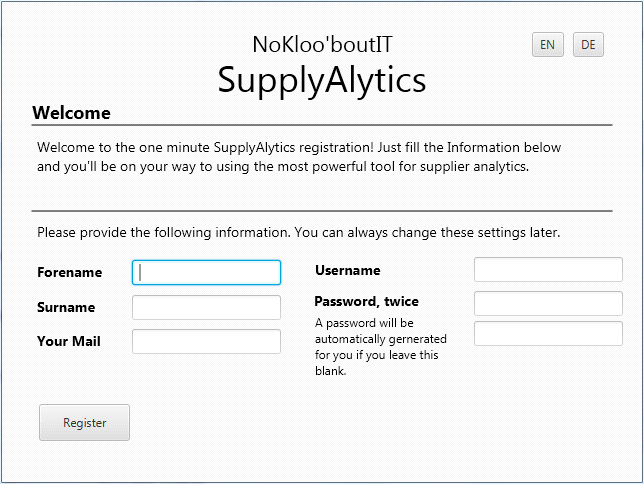 NoKloo'boutIT
EN
DE
SupplyAlytics
Welcome
Welcome to the one minute SupplyAlytics registration! Just fill the Information below
and you'll be on your way to using the most powerful tool for supplier analytics.
Please provide the following information. You can always change these settings later.
Forename
Surname
Your Mail
Username
Password, twice
A password will be
automatically gernerated
for you if you leave this
blank.
Register